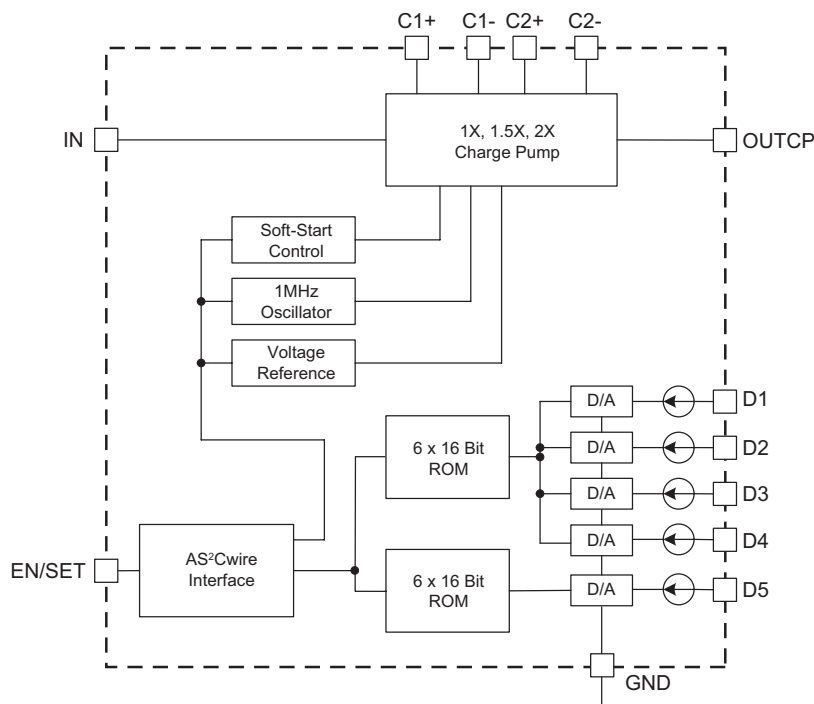 C1+ C1- C2+ C2-
IN
1X, 1.5X, 2X
Charge Pump
OUTCP
Soft-Start
Control
1MHz
Oscillator
Voltage
Reference
D/A
D1
6 x 16 Bit
ROM
D/A
D2
D/A
D3
D/A
D4
EN/SET
AS²Cwire
Interface
6 x 16 Bit
ROM
D/A
D5
GND